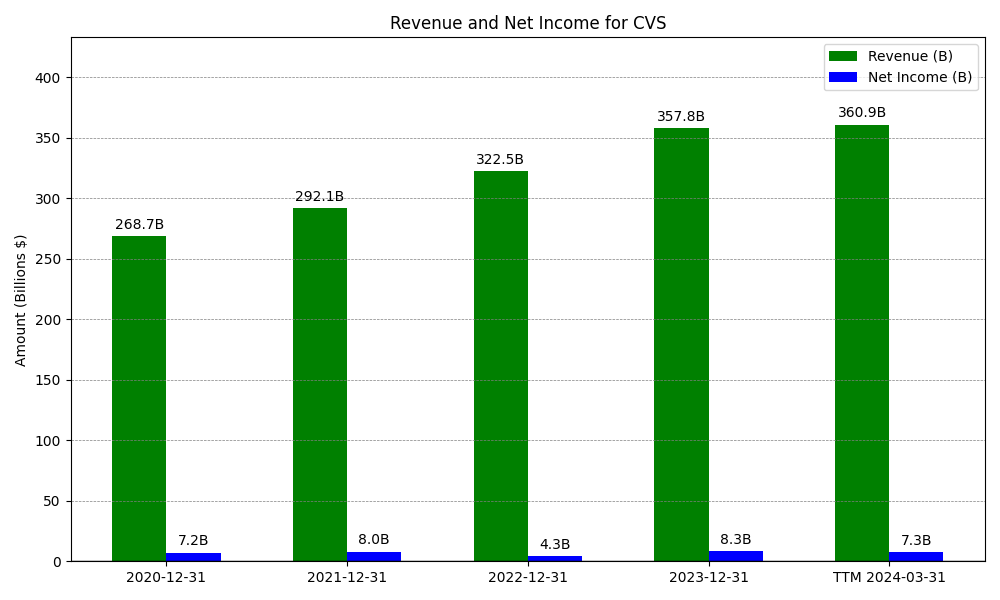 Revenue and Net Income for CVS
Revenue (B)
Net Income (B)
Amount (Billions $)
400
350
300
250
200
150
100
50
0
268.7B
292.1B
322.5B
357.8B
360.9B
7.2B
8.0B
4.3B
8.3B
7.3B
2020-12-31
2021-12-31
2022-12-31
2023-12-31
TTM 2024-03-31